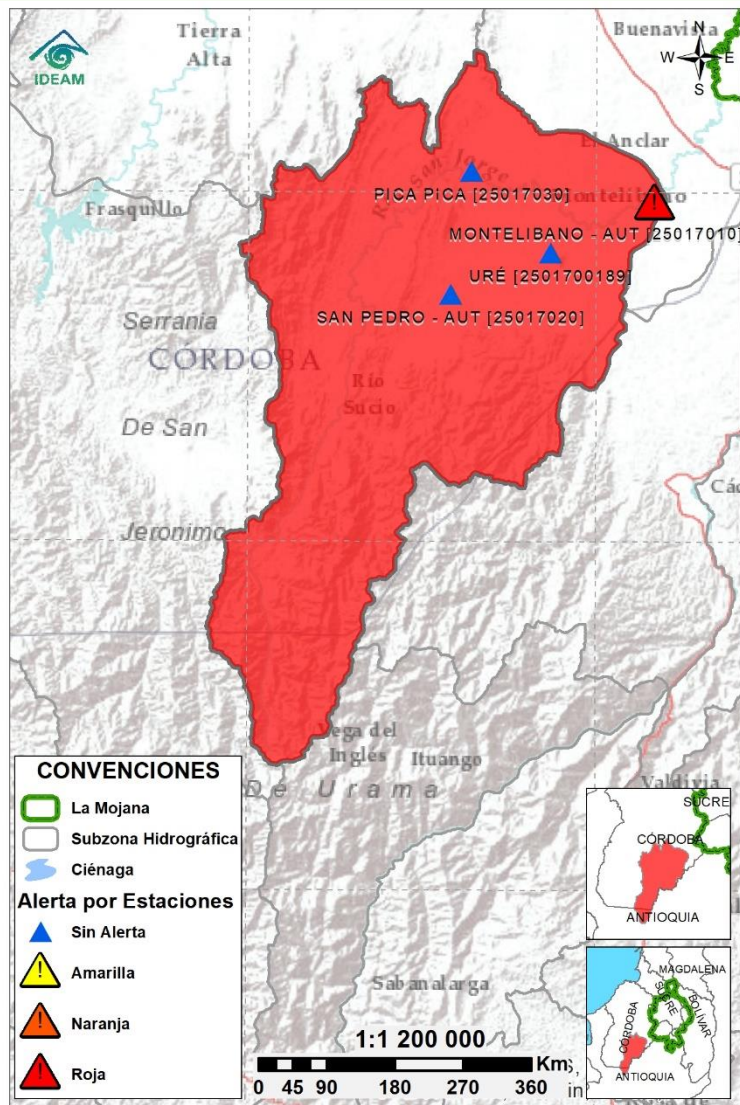 IDEAM
Tierra
Alta
Buenavista
N
W E
S
El Anclar
San Jorge
PICA PICA [25017030]
Frasquillo
MONTELIBANO - AUT [25017010]
URÉ [2501700189]
SAN PEDRO - AUT [25017020]
Serrania
CÓRDOBA
Río
Sucio
De San
Jeronimo
Vega del
Ingles
Ituango
De Urama
Valdivia
Sabanalarga
CONVENCIONES
La Mojana
Subzona Hidrográfica
Ciénaga
Alerta por Estaciones
Sin Alerta
Amarilla
Naranja
Roja
1:1 200 000
Km
0 45 90 180 270 360
SUCRE
CÓRDOBA
ANTIOQUIA
MAGDALENA
SUCRE
BOLÍVAR
CÓRDOBA
ANTIOQUIA